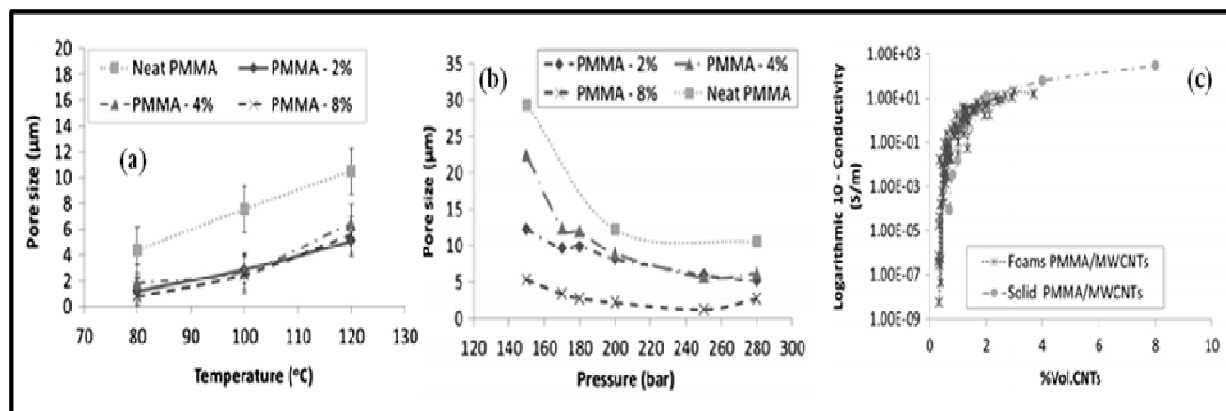 20
18
16
14
12
10
8
6
4
2
0
Pore size (μm)
Neat PMMA
PMMA - 2%
PMMA - 4%
PMMA - 8%
(a)
70 80 90 100 110 120 130
Temperature (°C)
35
30
25
20
15
10
5
0
Pore size (μm)
PMMA - 2%
PMMA - 4%
PMMA - 8%
Neat PMMA
(b)
120 140 160 180 200 220 240 260 280 300
Pressure (bar)
Logarithmic 10 - Conductivity
(S/m)
1.00E+03
1.00E+01
1.00E-01
1.00E-03
1.00E-05
1.00E-07
1.00E-09
(c)
Foams PMMA/MWCNTs
Solid PMMA/MWCNTs
0 2 4 6 8 10
%Vol.CNTs